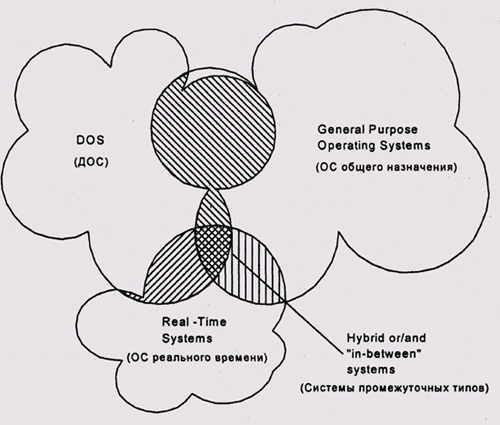 DOS
(ДОС)
General Purpose
Operating Systems
(ОС общего назначения)
Real -Time
Systems
(ОС реального времени)
Hybrid or/and
"in-between"
systems
(Системы промежуточных типов)